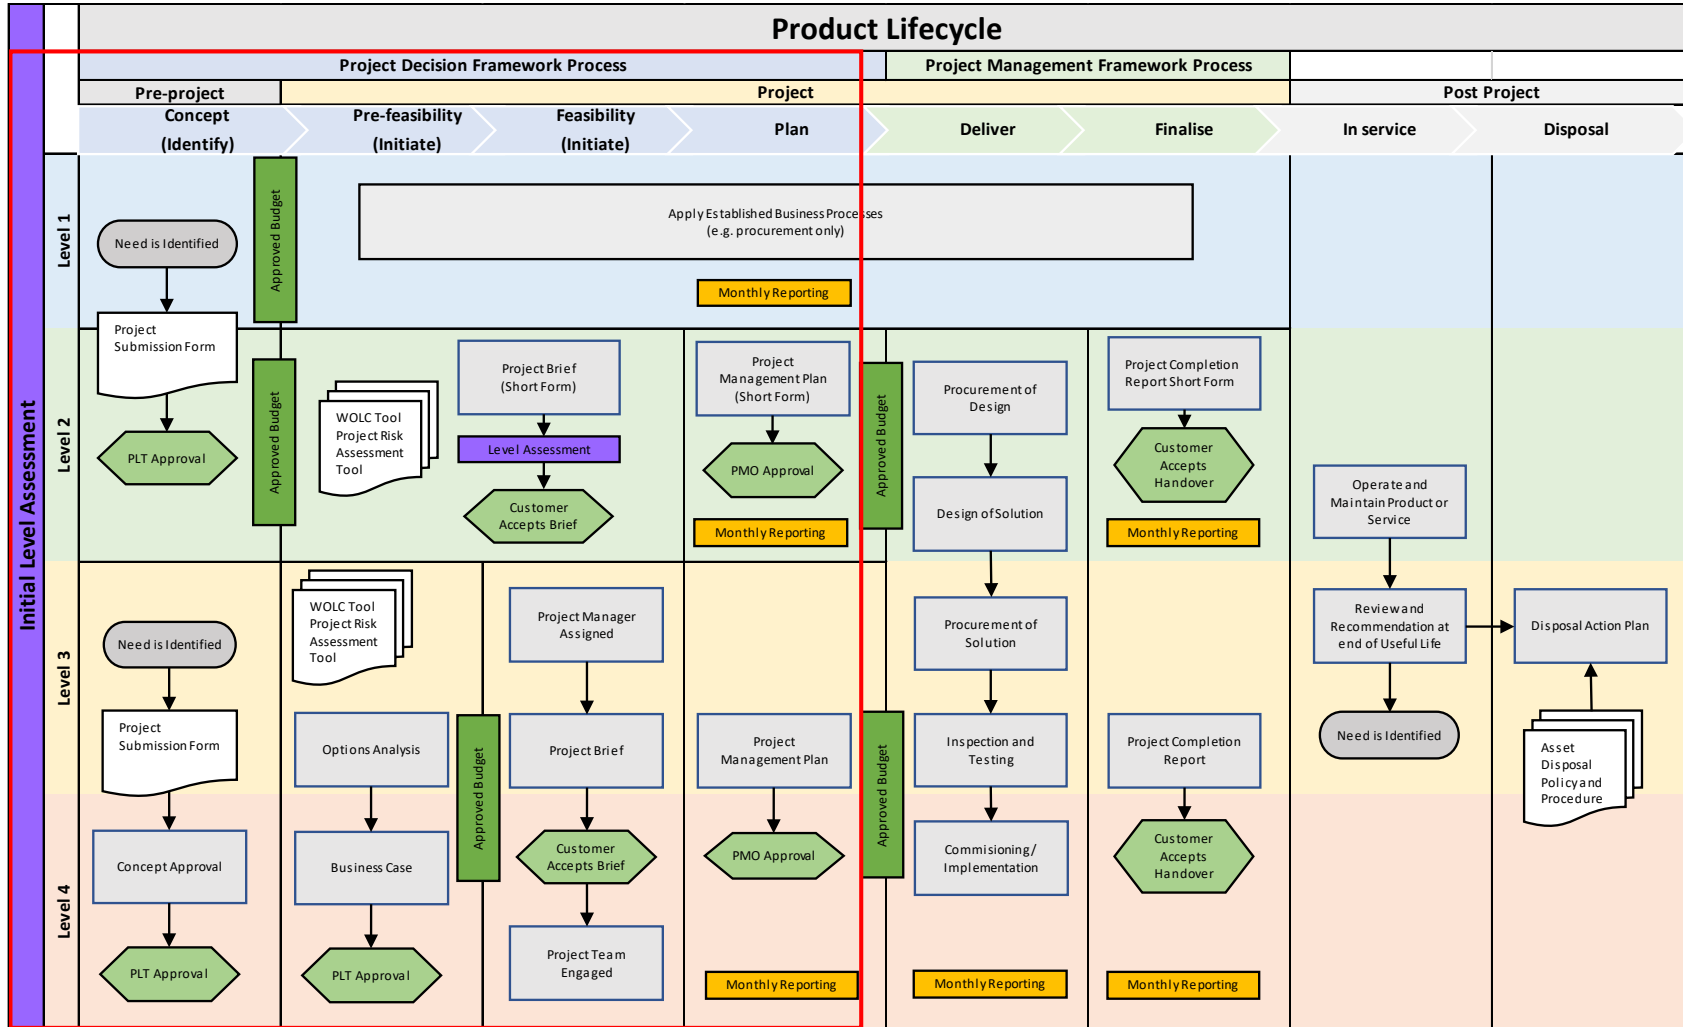 Product Lifecycle
Project Decision Framework Process
Project Management Framework Process
Pre-project
Project
Post Project
Concept
(Identify)
Pre-feasibility
(Initiate)
Feasibility
(Initiate)
Plan
Deliver
Finalise
In service
Disposal
Initial Level Assessment
Level 1
Need is Identified
Approved Budget
Apply Established Business Processes
(e.g. procurement only)
Monthly Reporting
Project
Submission Form
Level 2
PLT Approval
Approved Budget
WOLC Tool
Project Risk
Assessment
Tool
Project Brief
(Short Form)
Level Assessment
Customer
Accepts Brief
Project
Management Plan
(Short Form)
PMO Approval
Monthly Reporting
Approved Budget
Procurement of
Design
Design of Solution
Project Completion
Report Short Form
Customer
Accepts
Handover
Monthly Reporting
Operate and
Maintain Product or
Service
Level 3
Need is Identified
Project
Submission Form
WOLC Tool
Project Risk
Assessment
Tool
Options Analysis
Approved Budget
Project Manager
Assigned
Project Brief
Project
Management Plan
Approved Budget
Procurement of
Solution
Inspection and
Testing
Project Completion
Report
Review and
Recommendation at
end of Useful Life
Need is Identified
Disposal Action Plan
Asset
Disposal
Policy and
Procedure
Level 4
Concept Approval
PLT Approval
Business Case
PLT Approval
Customer
Accepts Brief
Project Team
Engaged
PMO Approval
Monthly Reporting
Commisioning/
Implementation
Monthly Reporting
Customer
Accepts
Handover
Monthly Reporting